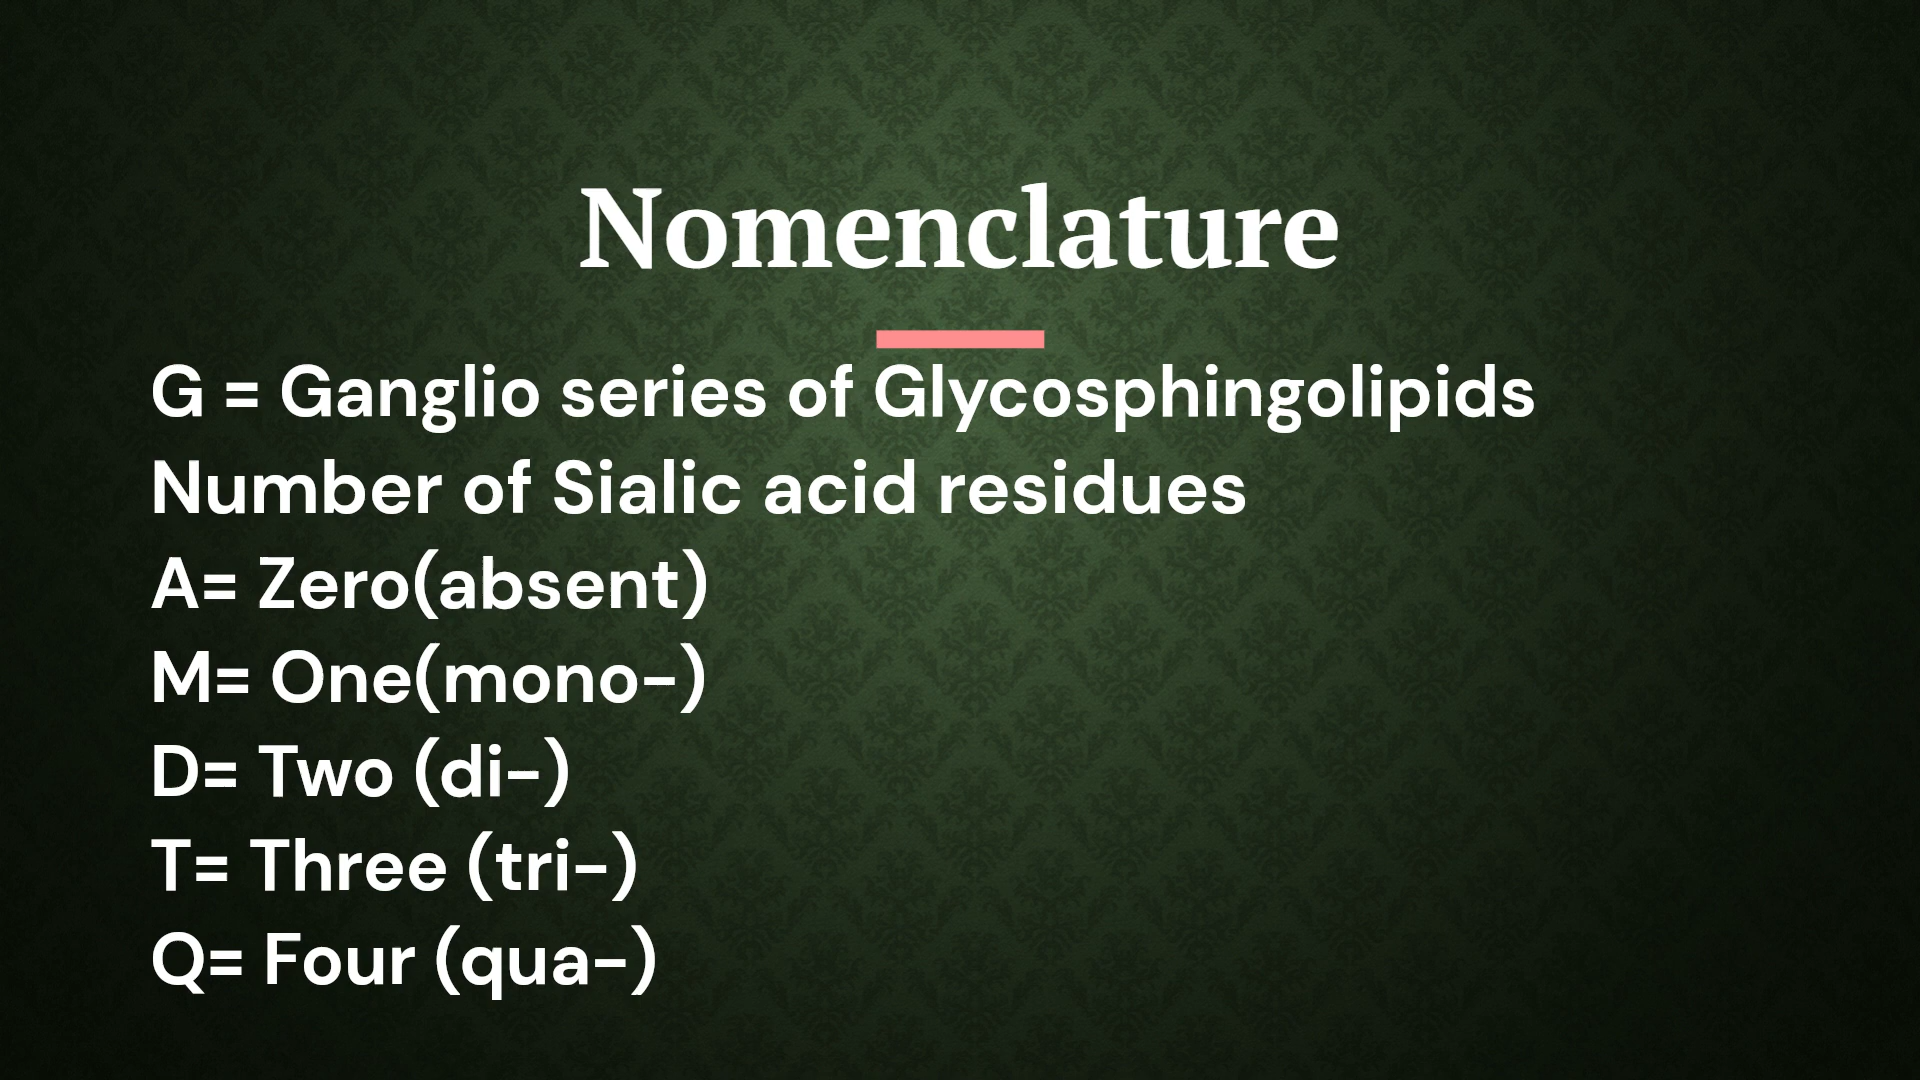 Nomenclature
G = Ganglio series of Glycosphingolipids
Number of Sialic acid residues
A= Zero(absent)
M= One(mono-)
D= Two (di-)
T= Three (tri-)
Q= Four (qua-)